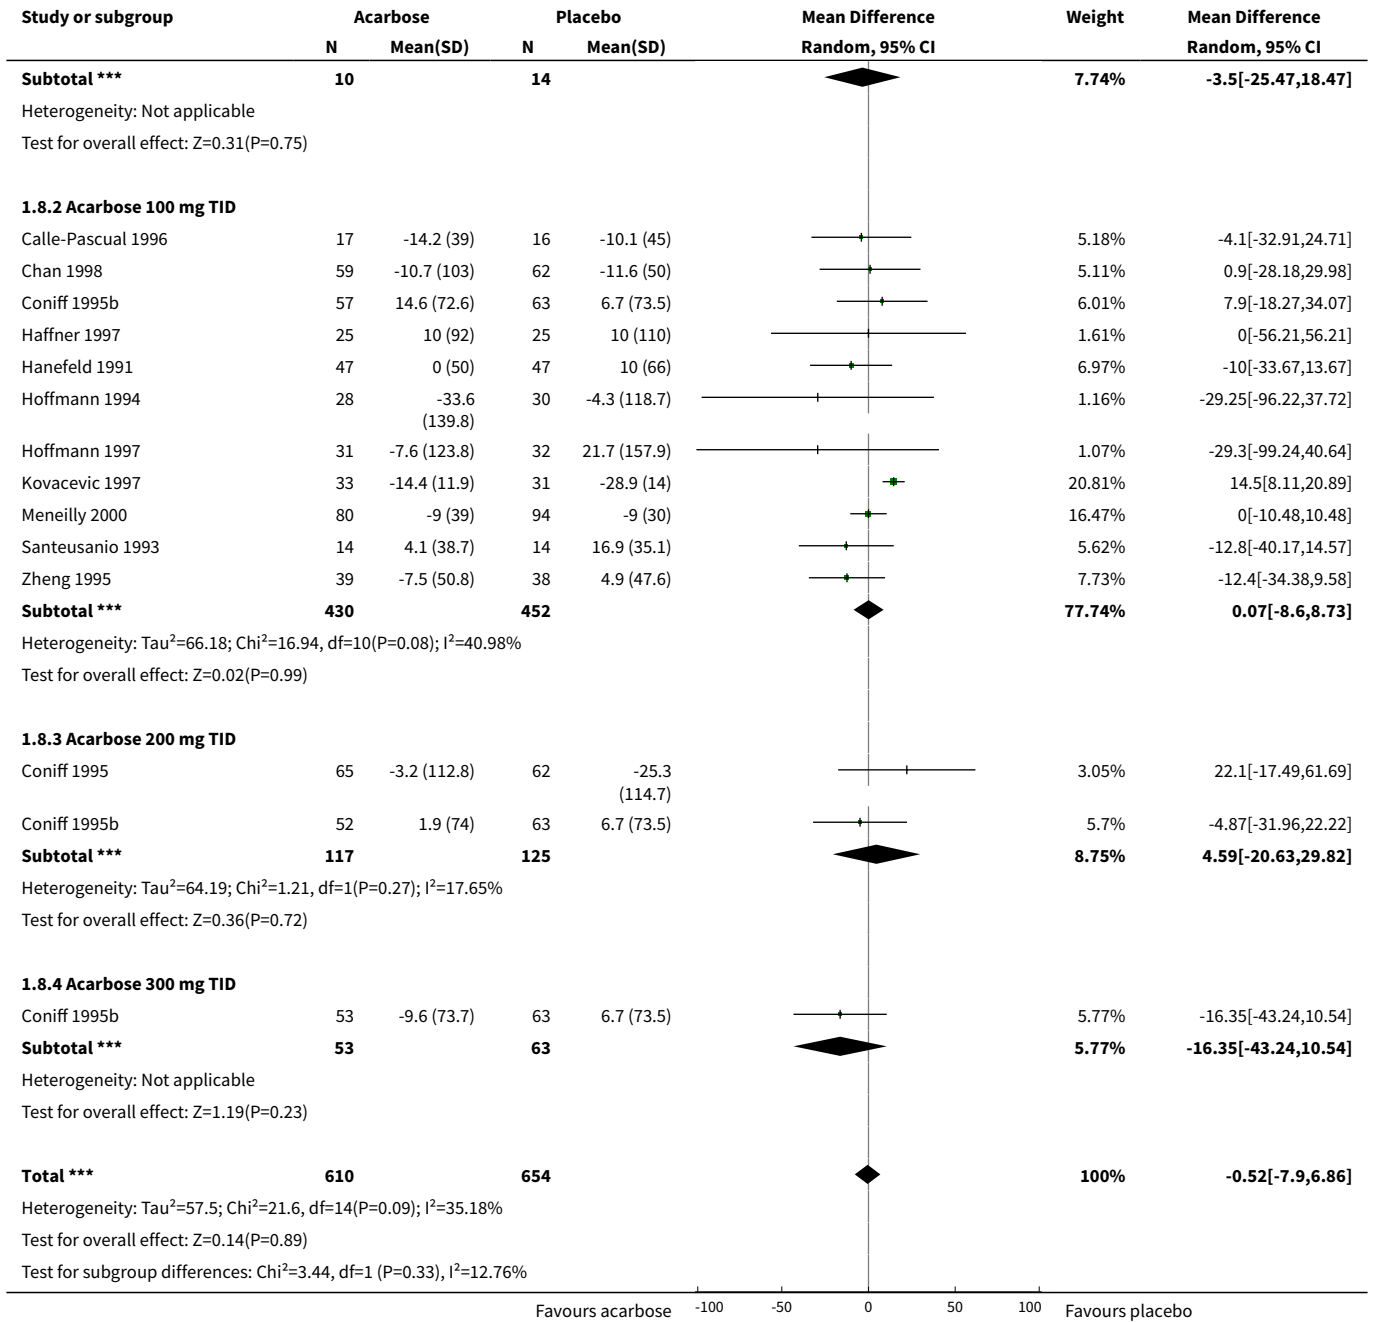 Study or subgroup Acarbose Placebo Mean Difference Weight Mean Difference
N Mean(SD) N Mean(SD) Random, 95% CI Random, 95% CI
Subtotal *** 10 14 7.74% -3.5[-25.47,18.47]
Heterogeneity: Not applicable
Test for overall effect: Z=0.31(P=0.75)
1.8.2 Acarbose 100 mg TID
Calle-Pascual 1996 17 -14.2 (39) 16 -10.1 (45) 5.18% -4.1[-32.91,24.71]
Chan 1998 59 -10.7 (103) 62 -11.6 (50) 5.11% 0.9[-28.18,29.98]
Coniff 1995b 57 14.6 (72.6) 63 6.7 (73.5) 6.01% 7.9[-18.27,34.07]
Haffner 1997 25 10 (92) 25 10 (110) 1.61% 0[-56.21,56.21]
Hanefeld 1991 47 0 (50) 47 10 (66) 6.97% -10[-33.67,13.67]
Hoffmann 1994 28 -33.6 30 -4.3 (118.7) 1.16% -29.25[-96.22,37.72]
(139.8)
Hoffmann 1997 31 -7.6 (123.8) 32 21.7 (157.9) 1.07% -29.3[-99.24,40.64]
Kovacevic 1997 33 -14.4 (11.9) 31 -28.9 (14) 20.81% 14.5[8.11,20.89]
Meneilly 2000 80 -9 (39) 94 -9 (30) 16.47% 0[-10.48,10.48]
Santeusanio 1993 14 4.1 (38.7) 14 16.9 (35.1) 5.62% -12.8[-40.17,14.57]
Zheng 1995 39 -7.5 (50.8) 38 4.9 (47.6) 7.73% -12.4[-34.38,9.58]
Subtotal *** 430 452 77.74% 0.07[-8.6,8.73]
Heterogeneity: Tau²=66.18; Chi²=16.94, df=10(P=0.08); I²=40.98%
Test for overall effect: Z=0.02(P=0.99)
1.8.3 Acarbose 200 mg TID
Coniff 1995 65 -3.2 (112.8) 62 -25.3 3.05% 22.1[-17.49,61.69]
(114.7)
Coniff 1995b 52 1.9 (74) 63 6.7 (73.5) 5.7% -4.87[-31.96,22.22]
Subtotal *** 117 125 8.75% 4.59[-20.63,29.82]
Heterogeneity: Tau²=64.19; Chi²=1.21, df=1(P=0.27); I²=17.65%
Test for overall effect: Z=0.36(P=0.72)
1.8.4 Acarbose 300 mg TID
Coniff 1995b 53 -9.6 (73.7) 63 6.7 (73.5) 5.77% -16.35[-43.24,10.54]
Subtotal *** 53 63 5.77% -16.35[-43.24,10.54]
Heterogeneity: Not applicable
Test for overall effect: Z=1.19(P=0.23)
Total *** 610 654 100% -0.52[-7.9,6.86]
Heterogeneity: Tau²=57.5; Chi²=21.6, df=14(P=0.09); I²=35.18%
Test for overall effect: Z=0.14(P=0.89)
Test for subgroup differences: Chi²=3.44, df=1 (P=0.33), I²=12.76%
Favours acarbose -100 -50 0 50 100 Favours placebo